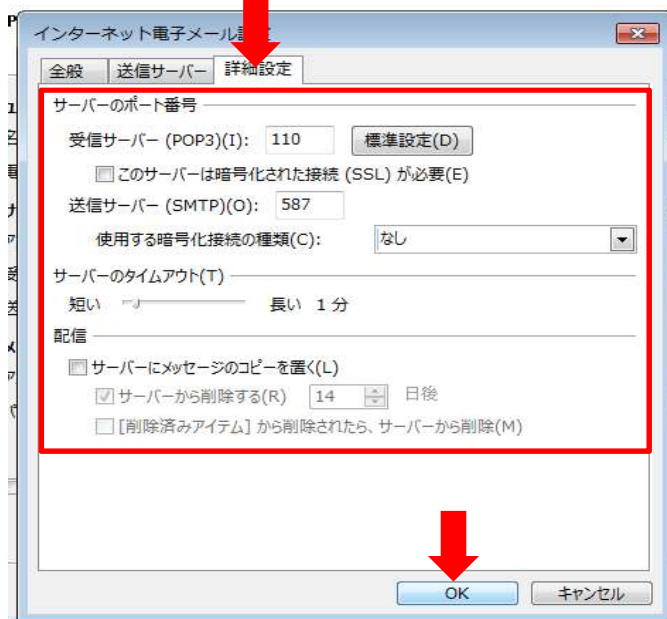 インターネット電子メール
全般 送信サーバー 詳細設定
サーバーのポート番号
受信サーバー (POP3)(I): 110 標準設定(D)
このサーバーは暗号化された接続 (SSL) が必要(E)
送信サーバー (SMTP)(O): 587
使用する暗号化接続の種類(C): なし
サーバーのタイムアウト(T)
短い 長い 1 分
配信
サーバーにメッセージのコピーを置く(L)
サーバーから削除する(R) 14 日後
[削除済みアイテム] から削除されたら、サーバーから削除(M)
OK キャンセル